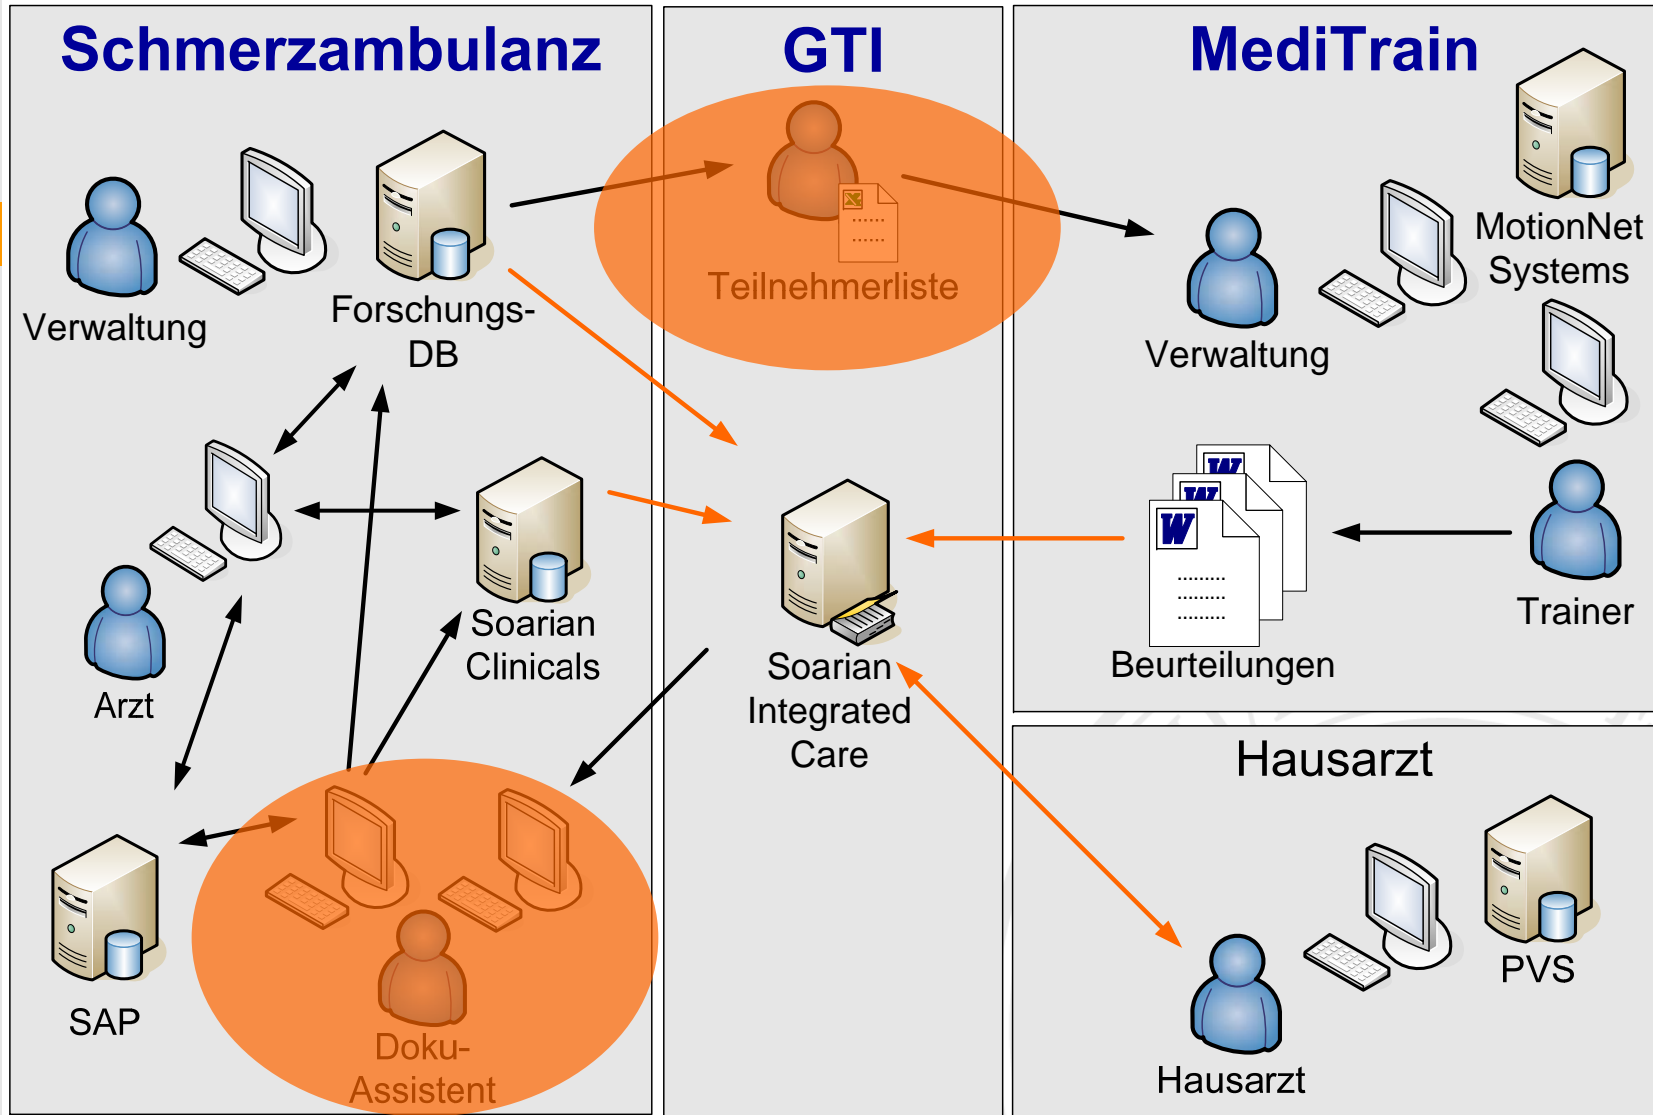 Schmerzambulanz
GTI
MediTrain
Verwaltung
Forschungs-
DB
Teilnehmerliste
Verwaltung
MotionNet
Systems
Arzt
Soarian
Clinicals
Soarian
Integrated
Care
W
W
W
Beurteilungen
Trainer
SAP
Doku-
Assistent
Hausarzt
Hausarzt
PVS